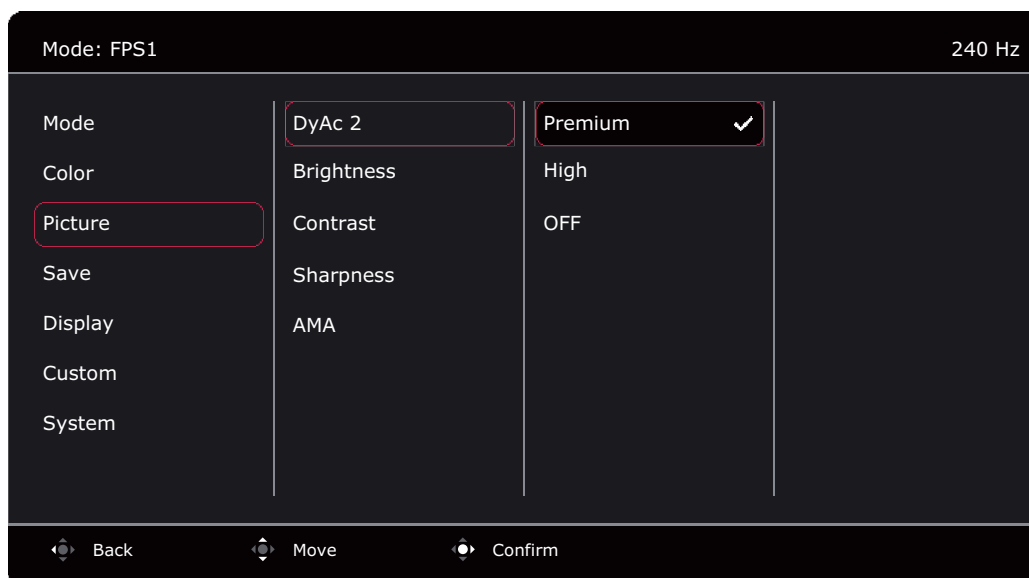 Mode: FPS1
240 Hz
Mode
Color
Picture
Save
Display
Custom
System
DyAc 2
Brightness
Contrast
Sharpness
AMA
Premium
High
OFF
Back
Move
Confirm